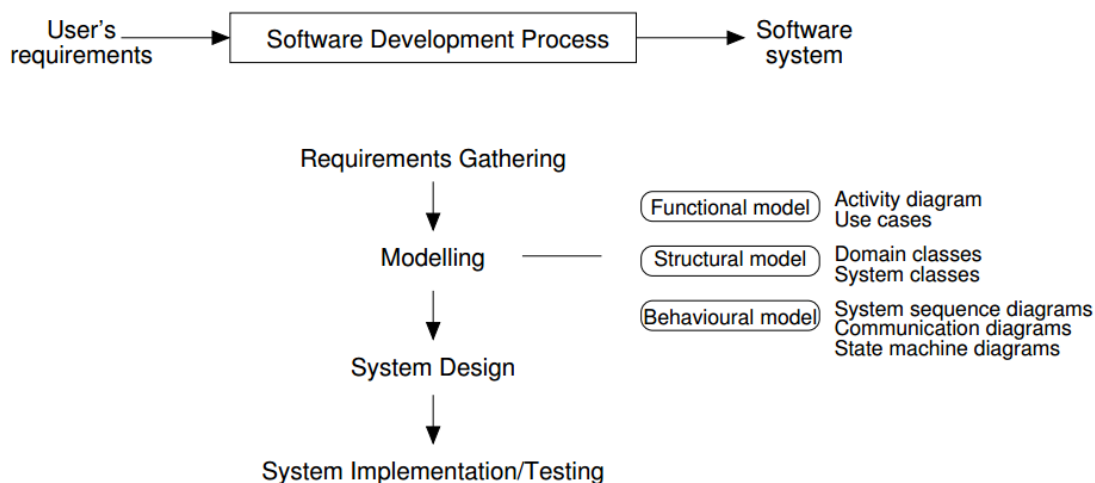 User's
requirements
Software Development Process
Software
system
Requirements Gathering
Functional model
Activity diagram
Use cases
Modelling
Structural model
Domain classes
System classes
Behavioural model
System sequence diagrams
Communication diagrams
State machine diagrams
System Design
System Implementation/Testing